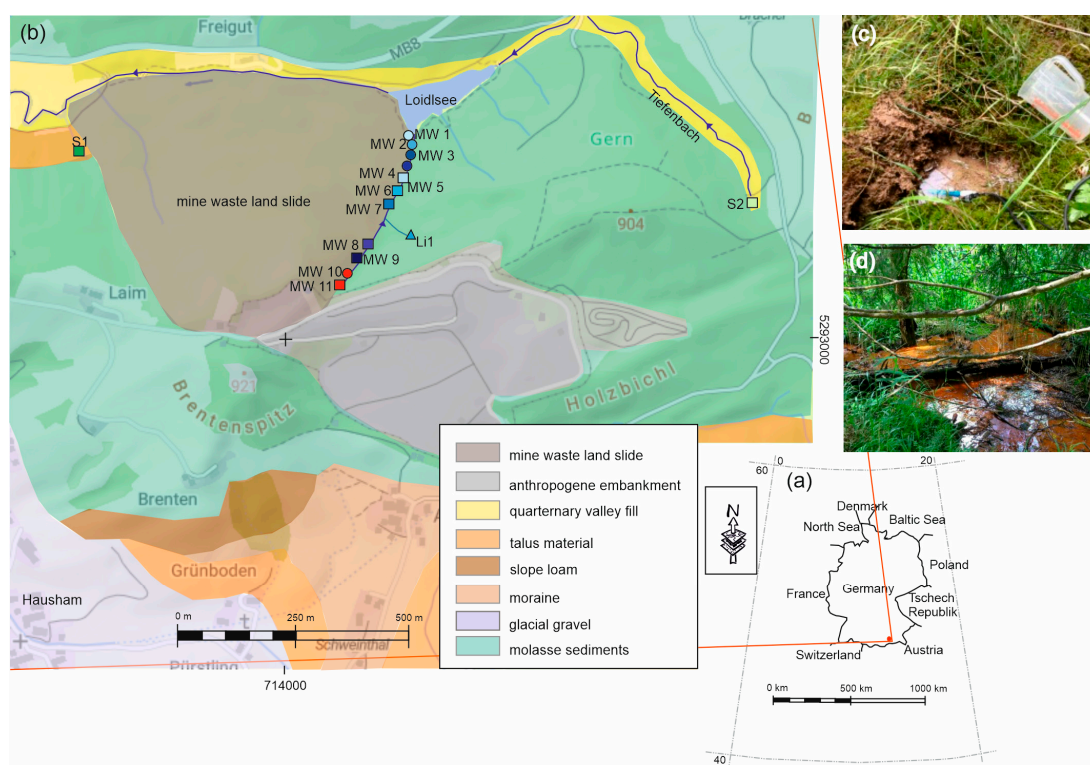 (b)
Freigut
MB8
Loidlsee
Tiefenbach
Gern
B
S1
MW 1
MW 2
MW 3
MW 4
MW 5
MW 6
MW 7
MW 8
MW 9
MW 10
MW 11
Li1
S2
904
mine waste land slide
Laim
921
Brentenspitz
Holzbichl
5293000
Brenten
Grünboden
Hausham
0 m
250 m
500 m
Schweinthal
Pürstling
714000
mine waste land slide
anthropogene embankment
quarternary valley fill
talus material
slope loam
moraine
glacial gravel
molasse sediments
(c)
(d)
N
(a)
60
0
20
40
Denmark
North Sea
Baltic Sea
Poland
France
Germany
Tschech
Republik
Switzerland
Austria
0 km
500 km
1000 km